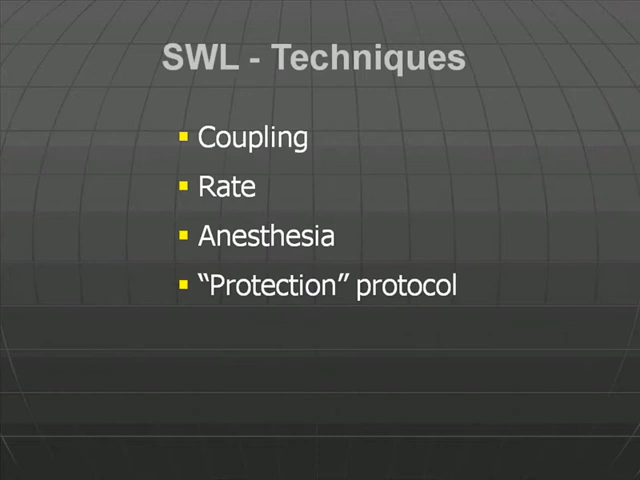 SWL - Techniques
Coupling
Rate
Anesthesia
“Protection” protocol